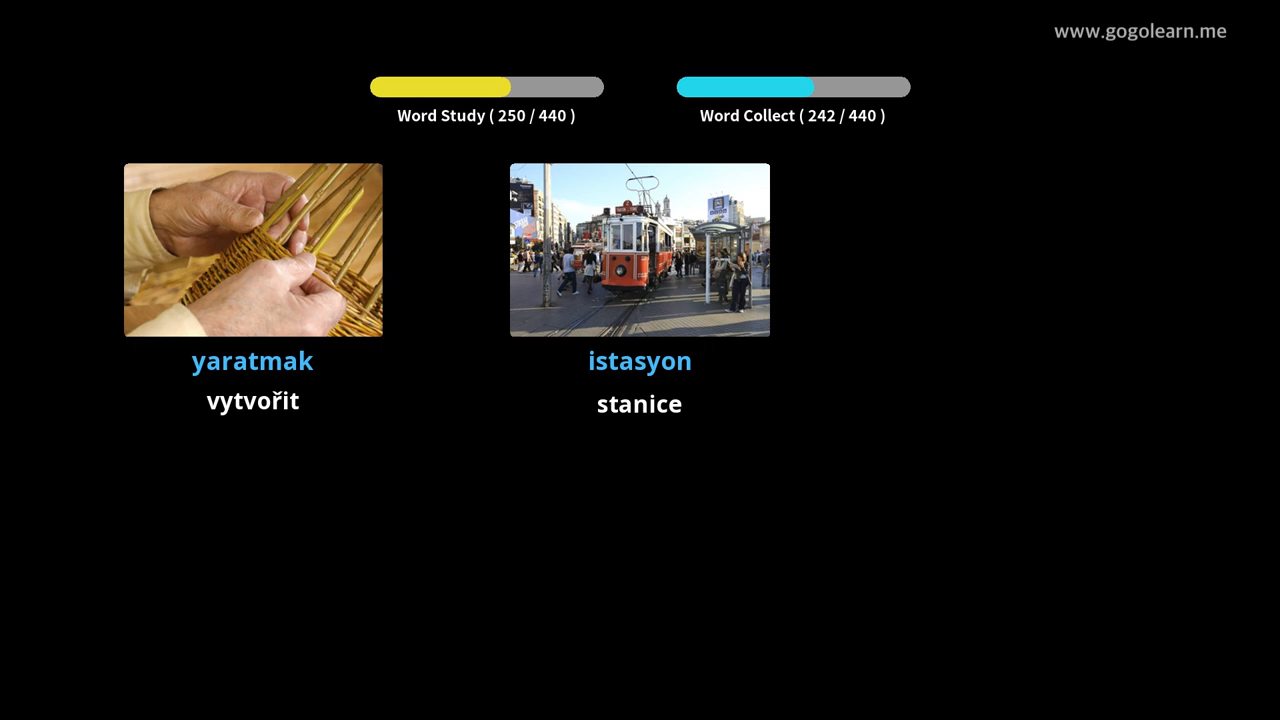 www.gogolearn.me
Word Study ( 250 / 440 )
Word Collect ( 242 / 440 )
yaratmak
vytvořit
istasyon
stanice